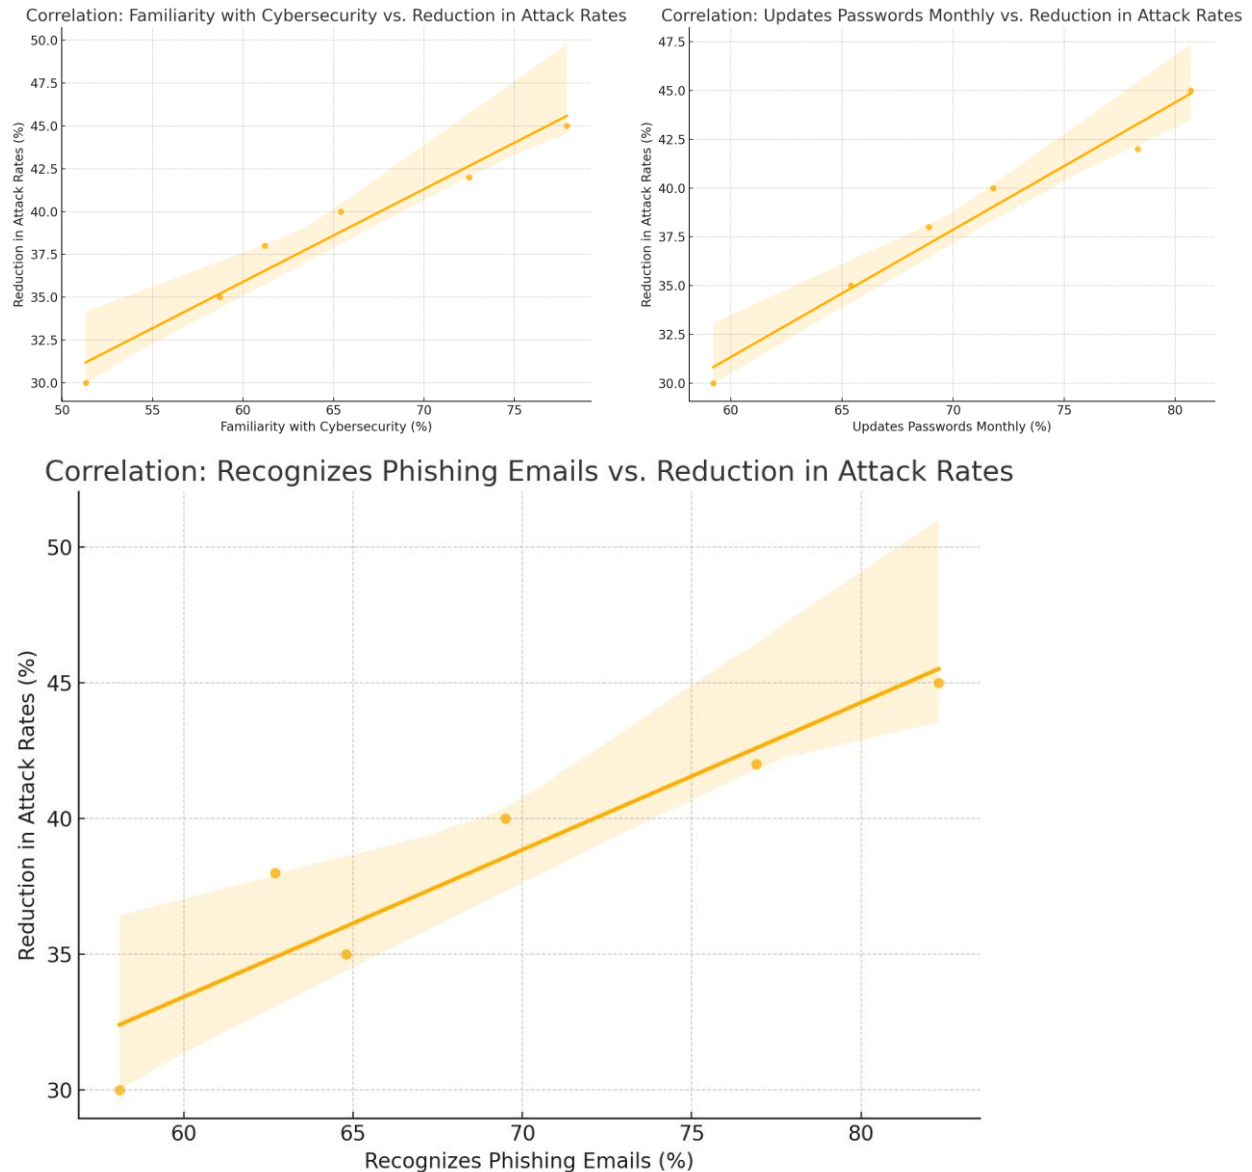 Correlation: Familiarity with Cybersecurity vs. Reduction in Attack Rates
50.0
47.5
45.0
42.5
40.0
37.5
35.0
32.5
30.0
Reduction in Attack Rates (%)
50 55 60 65 70 75
Familiarity with Cybersecurity (%)
Correlation: Updates Passwords Monthly vs. Reduction in Attack Rates
47.5
45.0
42.5
40.0
37.5
35.0
32.5
30.0
Reduction in Attack Rates (%)
60 65 70 75 80
Updates Passwords Monthly (%)
Correlation: Recognizes Phishing Emails vs. Reduction in Attack Rates
50
45
40
35
30
Reduction in Attack Rates (%)
60 65 70 75 80
Recognizes Phishing Emails (%)